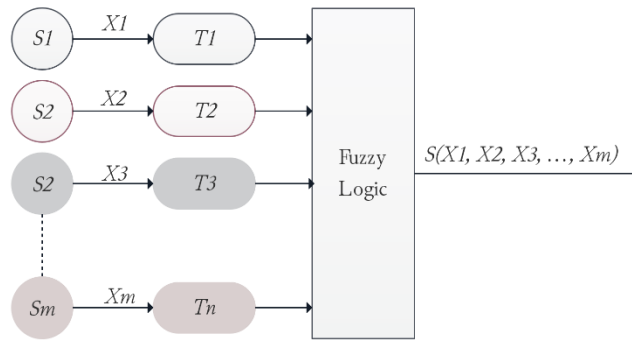 S1 X1 T1
S2 X2 T2
S2 X3 T3
Sm Xm Tn
Fuzzy
Logic
S(X1, X2, X3, ..., Xm)